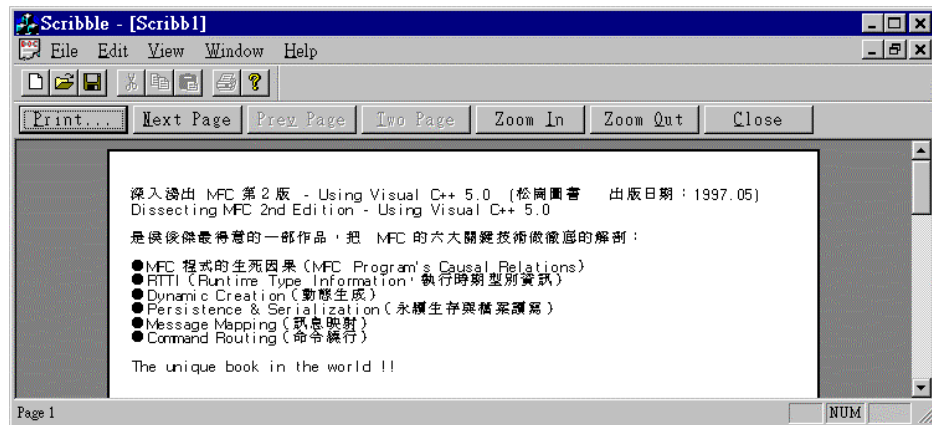 Scribble - [Scribb1]
File Edit View Window Help
Print... Next Page Prev Page Two Page Zoom In Zoom Out Close
深入淺出 MFC 第2版 - Using Visual C++ 5.0 (松崗圖書 出版日期：1997.05)
Dissecting MFC 2nd Edition - Using Visual C++ 5.0
是侯俊傑最得意的一部作品，把 MFC 的六大關鍵技術做徹底的解剖：
●MFC 程式的生死因果（MFC Program's Causal Relations）
●RTTI（Runtime Type Information，執行時期型別資訊）
●Dynamic Creation（動態生成）
●Persistence & Serialization（永續生存與檔案讀寫）
●Message Mapping（訊息映射）
●Command Routing（命令繞行）
The unique book in the world !!
Page 1 NUM